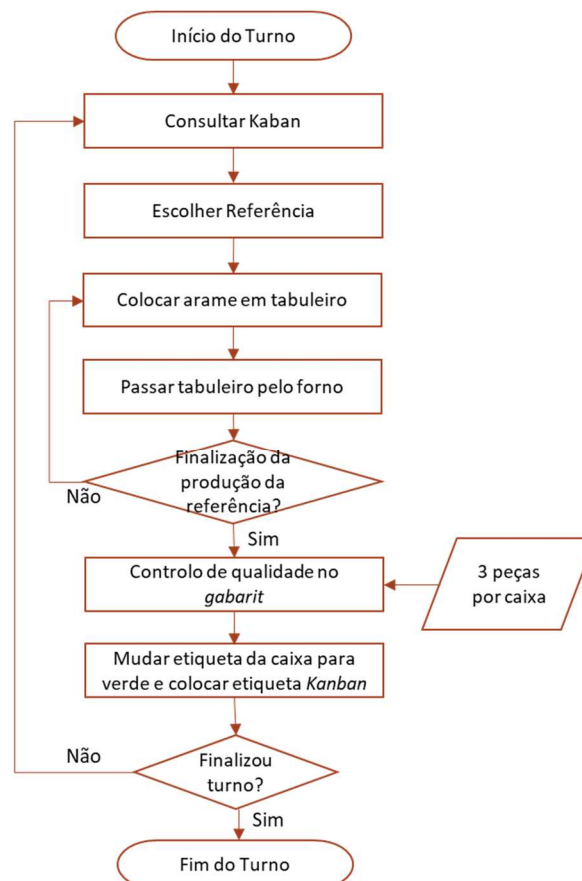 Início do Turno
Consultar Kaban
Escolher Referência
Colocar arame em tabuleiro
Passar tabuleiro pelo forno
Finalização da
produção da
referência?
Não
Sim
Controlo de qualidade no
gabarit
3 peças
por caixa
Mudar etiqueta da caixa para
verde e colocar etiqueta Kanban
Não
Finalizou
turno?
Sim
Fim do Turno